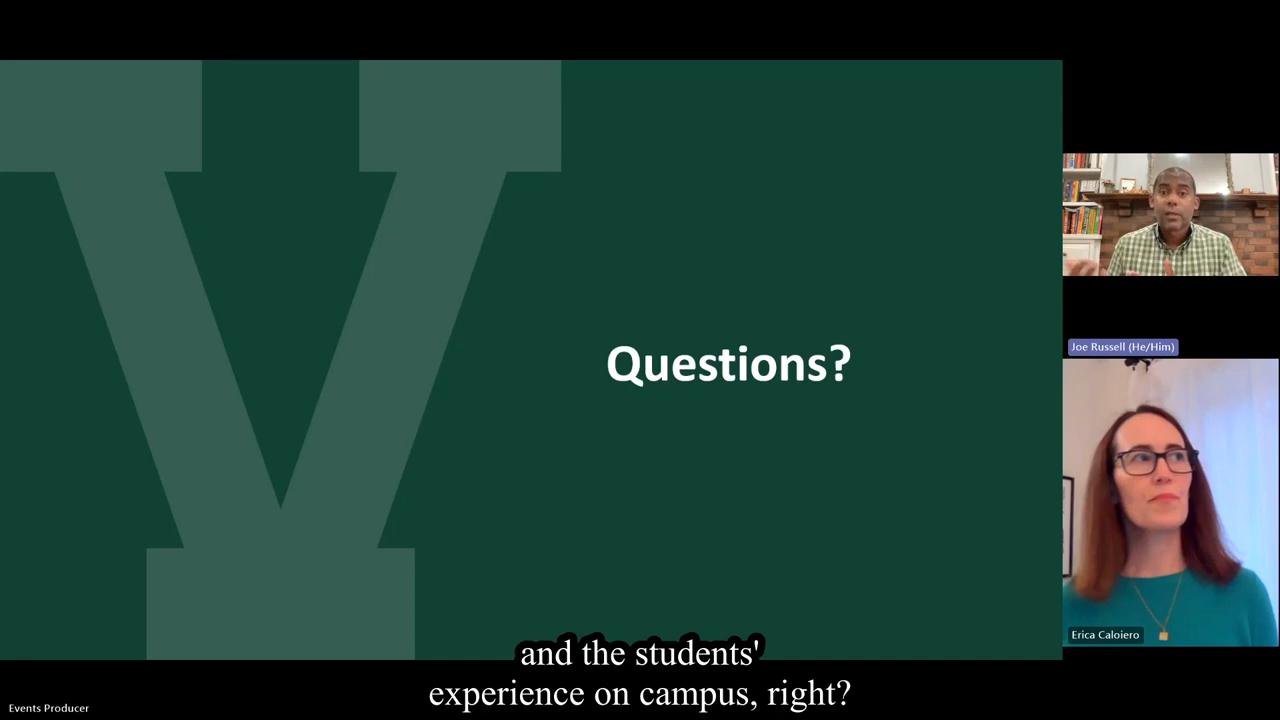 V
Questions?
Joe Russell (He/Him)
Erica Caloiero
and the students'
experience on campus, right?
Events Producer